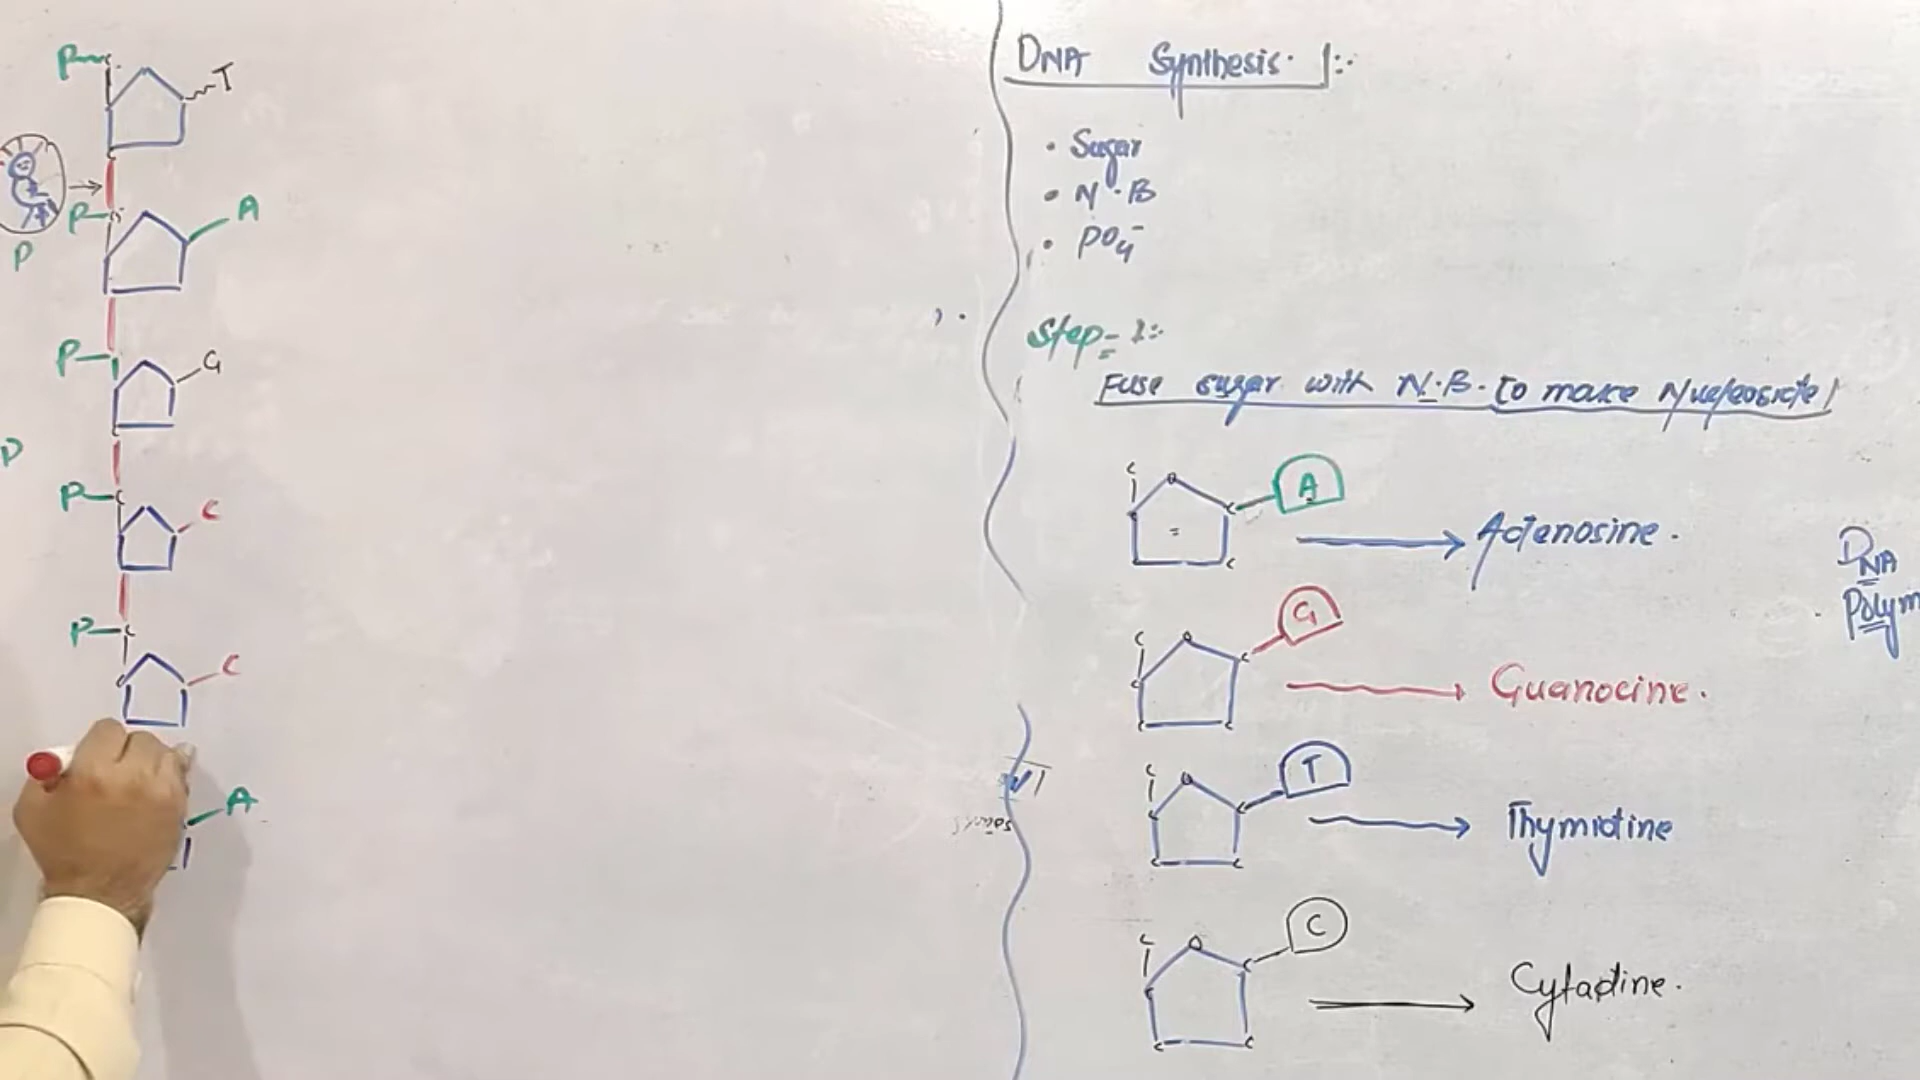 P
T
P
A
P
P
G
P
P
C
P
C
A
DNA Synthesis.
• Sugar
• N.B
• PO4-
Step-1:-
Fuse sugar with N.B. to make Nucleoside
C
O
A
C
C
Adenosine.
C
O
G
C
C
C
C
Guanocine.
C
O
T
C
C
C
C
C
Thymidine
C
O
C
C
C
C
C
Cytadine.
DNA
Polym